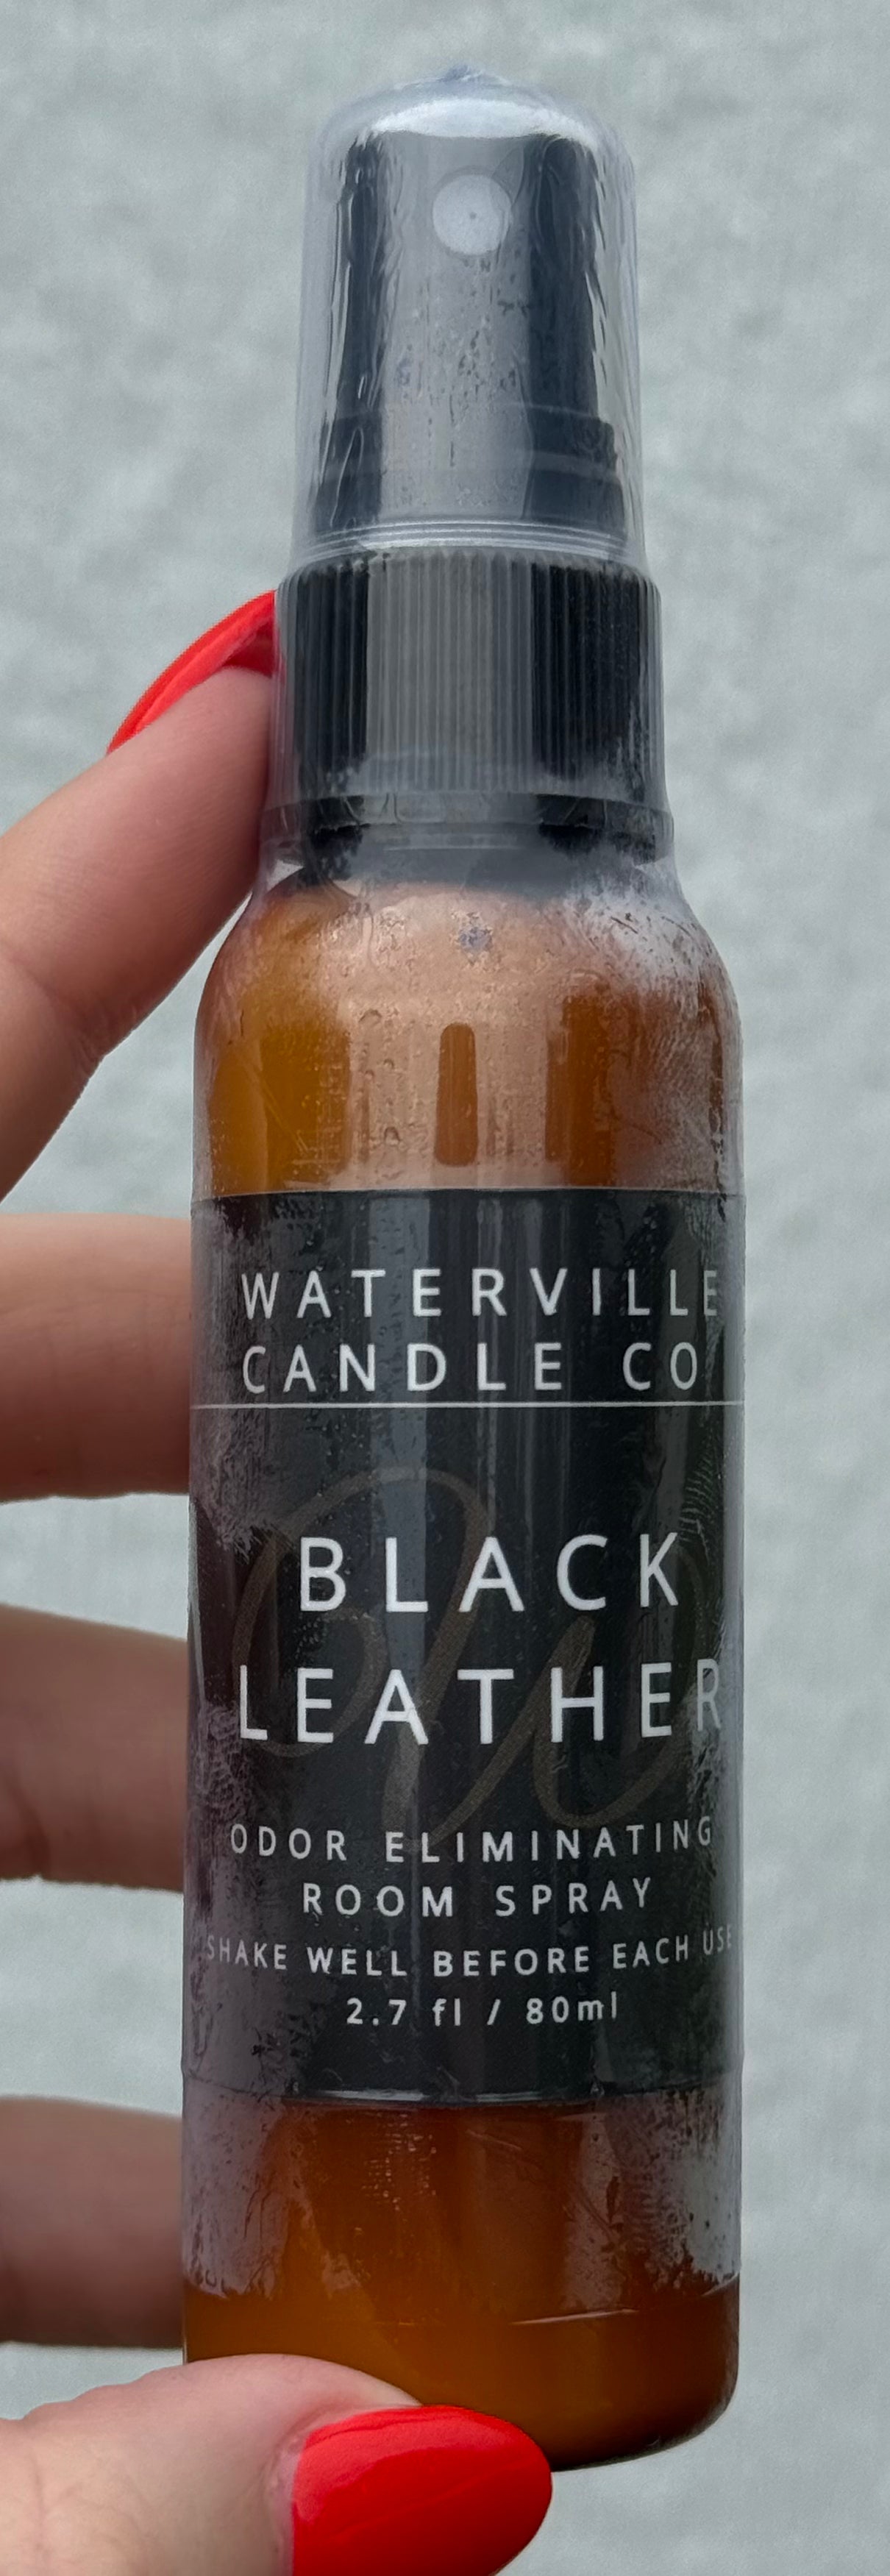 WATERVILLE
CANDLE CO
BLACK
LEATHER
ODOR ELIMINATING
ROOM SPRAY
SHAKE WELL BEFORE EACH USE
2.7 fl / 80ml